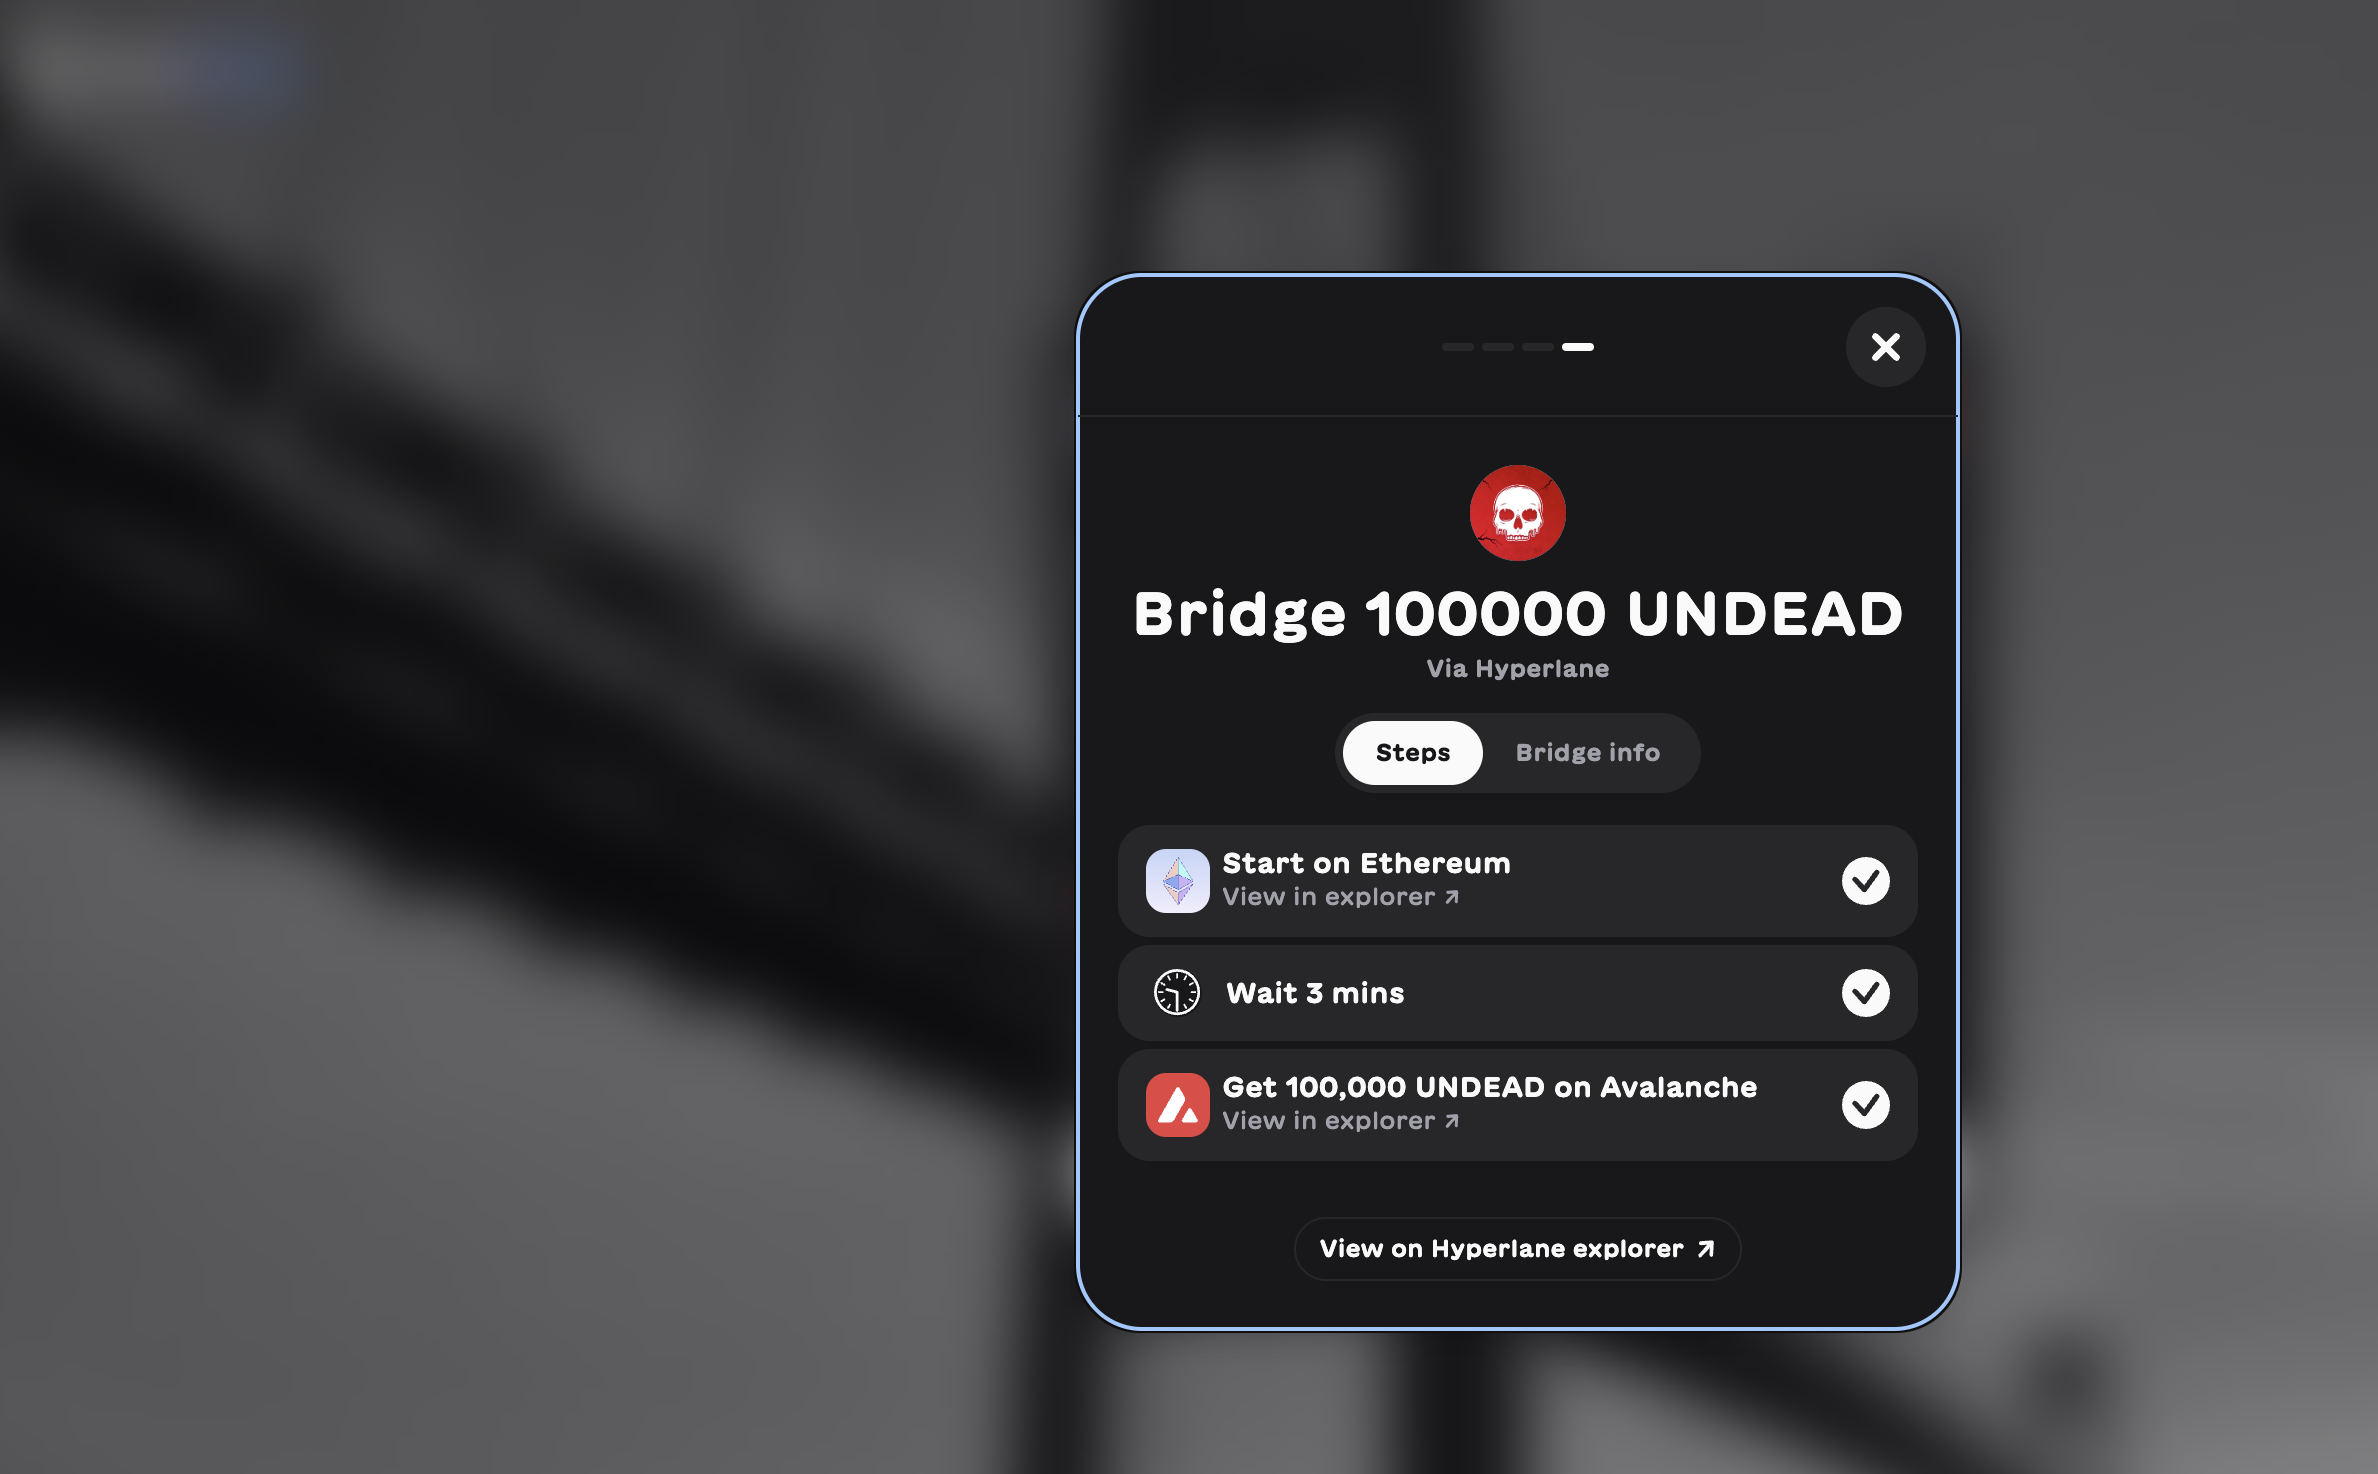 Bridge 100000 UNDEAD
Via Hyperlane
Steps
Bridge info
Start on Ethereum
View in explorer ↗
Wait 3 mins
Get 100,000 UNDEAD on Avalanche
View in explorer ↗
View on Hyperlane explorer ↗